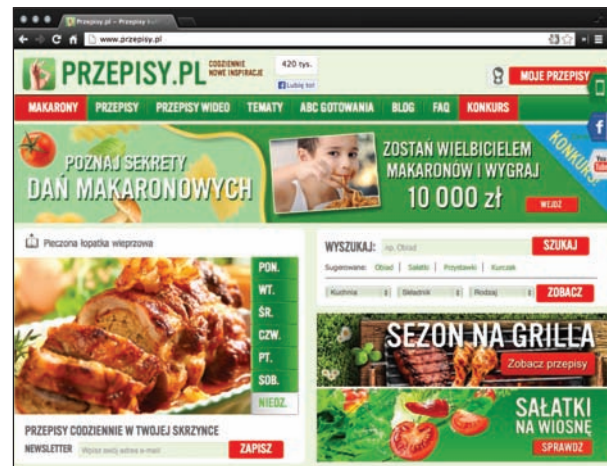 Przepisy.pl – Przepisy
www.przepisy.pl
PRZEPISY.PL
CODZIENNIE
NOWE INSPIRACJE
420 tys.
Lubię to!
MOJE PRZEPISY
MAKARONY PRZEPISY PRZEPISY WIDEO TEMATY ABC GOTOWANIA BLOG FAQ KONKURS
POZNAJ SEKRETY
DAŃ MAKARONOWYCH
ZOSTAŃ WIELBICIELEM
MAKARONÓW I WYGRAJ
10 000 zł
WEJDŹ
KONKURS!
You
Tube
Pieczona łopatka wieprzowa
PON.
WT.
ŚR.
CZW.
PT.
SOB.
NIEDZ.
PRZEPISY CODZIENNIE W TWOJEJ SKRZYNCE
NEWSLETTER Wpisz swój adres e-mail ZAPISZ
WYSZUKAJ: np. Obiad SZUKAJ
Sugerowane: Obiad | Sałatki | Przystawki | Kurczak
Kuchnia Składnik Rodzaj ZOBACZ
SEZON NA GRILLA
Zobacz przepisy
SAŁATKI
NA WIOSNĘ
SPRAWDŹ